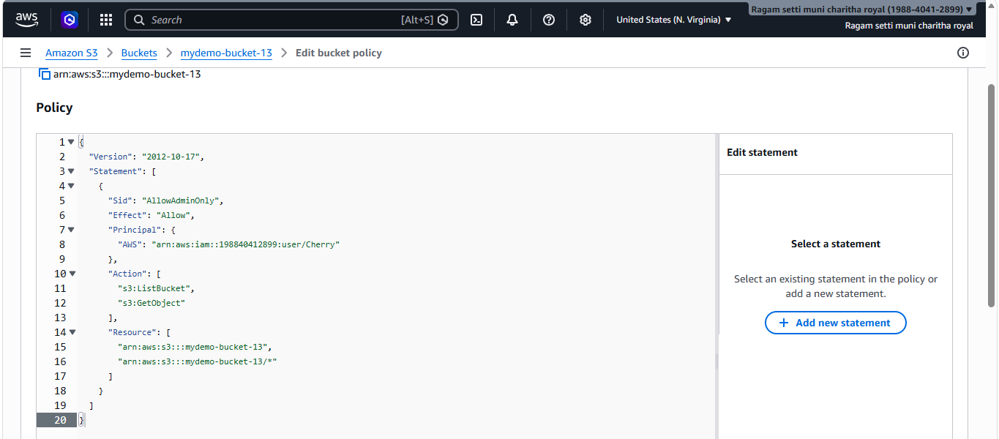 aws
Search
[Alt+S]
United States (N. Virginia)
Ragam setti muni charitha royal (1988-4041-2899)
Ragam setti muni charitha royal
Amazon S3 > Buckets > mydemo-bucket-13 > Edit bucket policy
arn:aws:s3:::mydemo-bucket-13
Policy
1 {
2 "Version": "2012-10-17",
3 "Statement": [
4 {
5 "Sid": "AllowAdminOnly",
6 "Effect": "Allow",
7 "Principal": {
8 "AWS": "arn:aws:iam::198840412899:user/Cherry"
9 },
10 "Action": [
11 "s3:ListBucket",
12 "s3:GetObject"
13 ],
14 "Resource": [
15 "arn:aws:s3:::mydemo-bucket-13",
16 "arn:aws:s3:::mydemo-bucket-13/*"
17 ]
18 }
19 ]
20 }
Edit statement
Select a statement
Select an existing statement in the policy or
add a new statement.
+ Add new statement